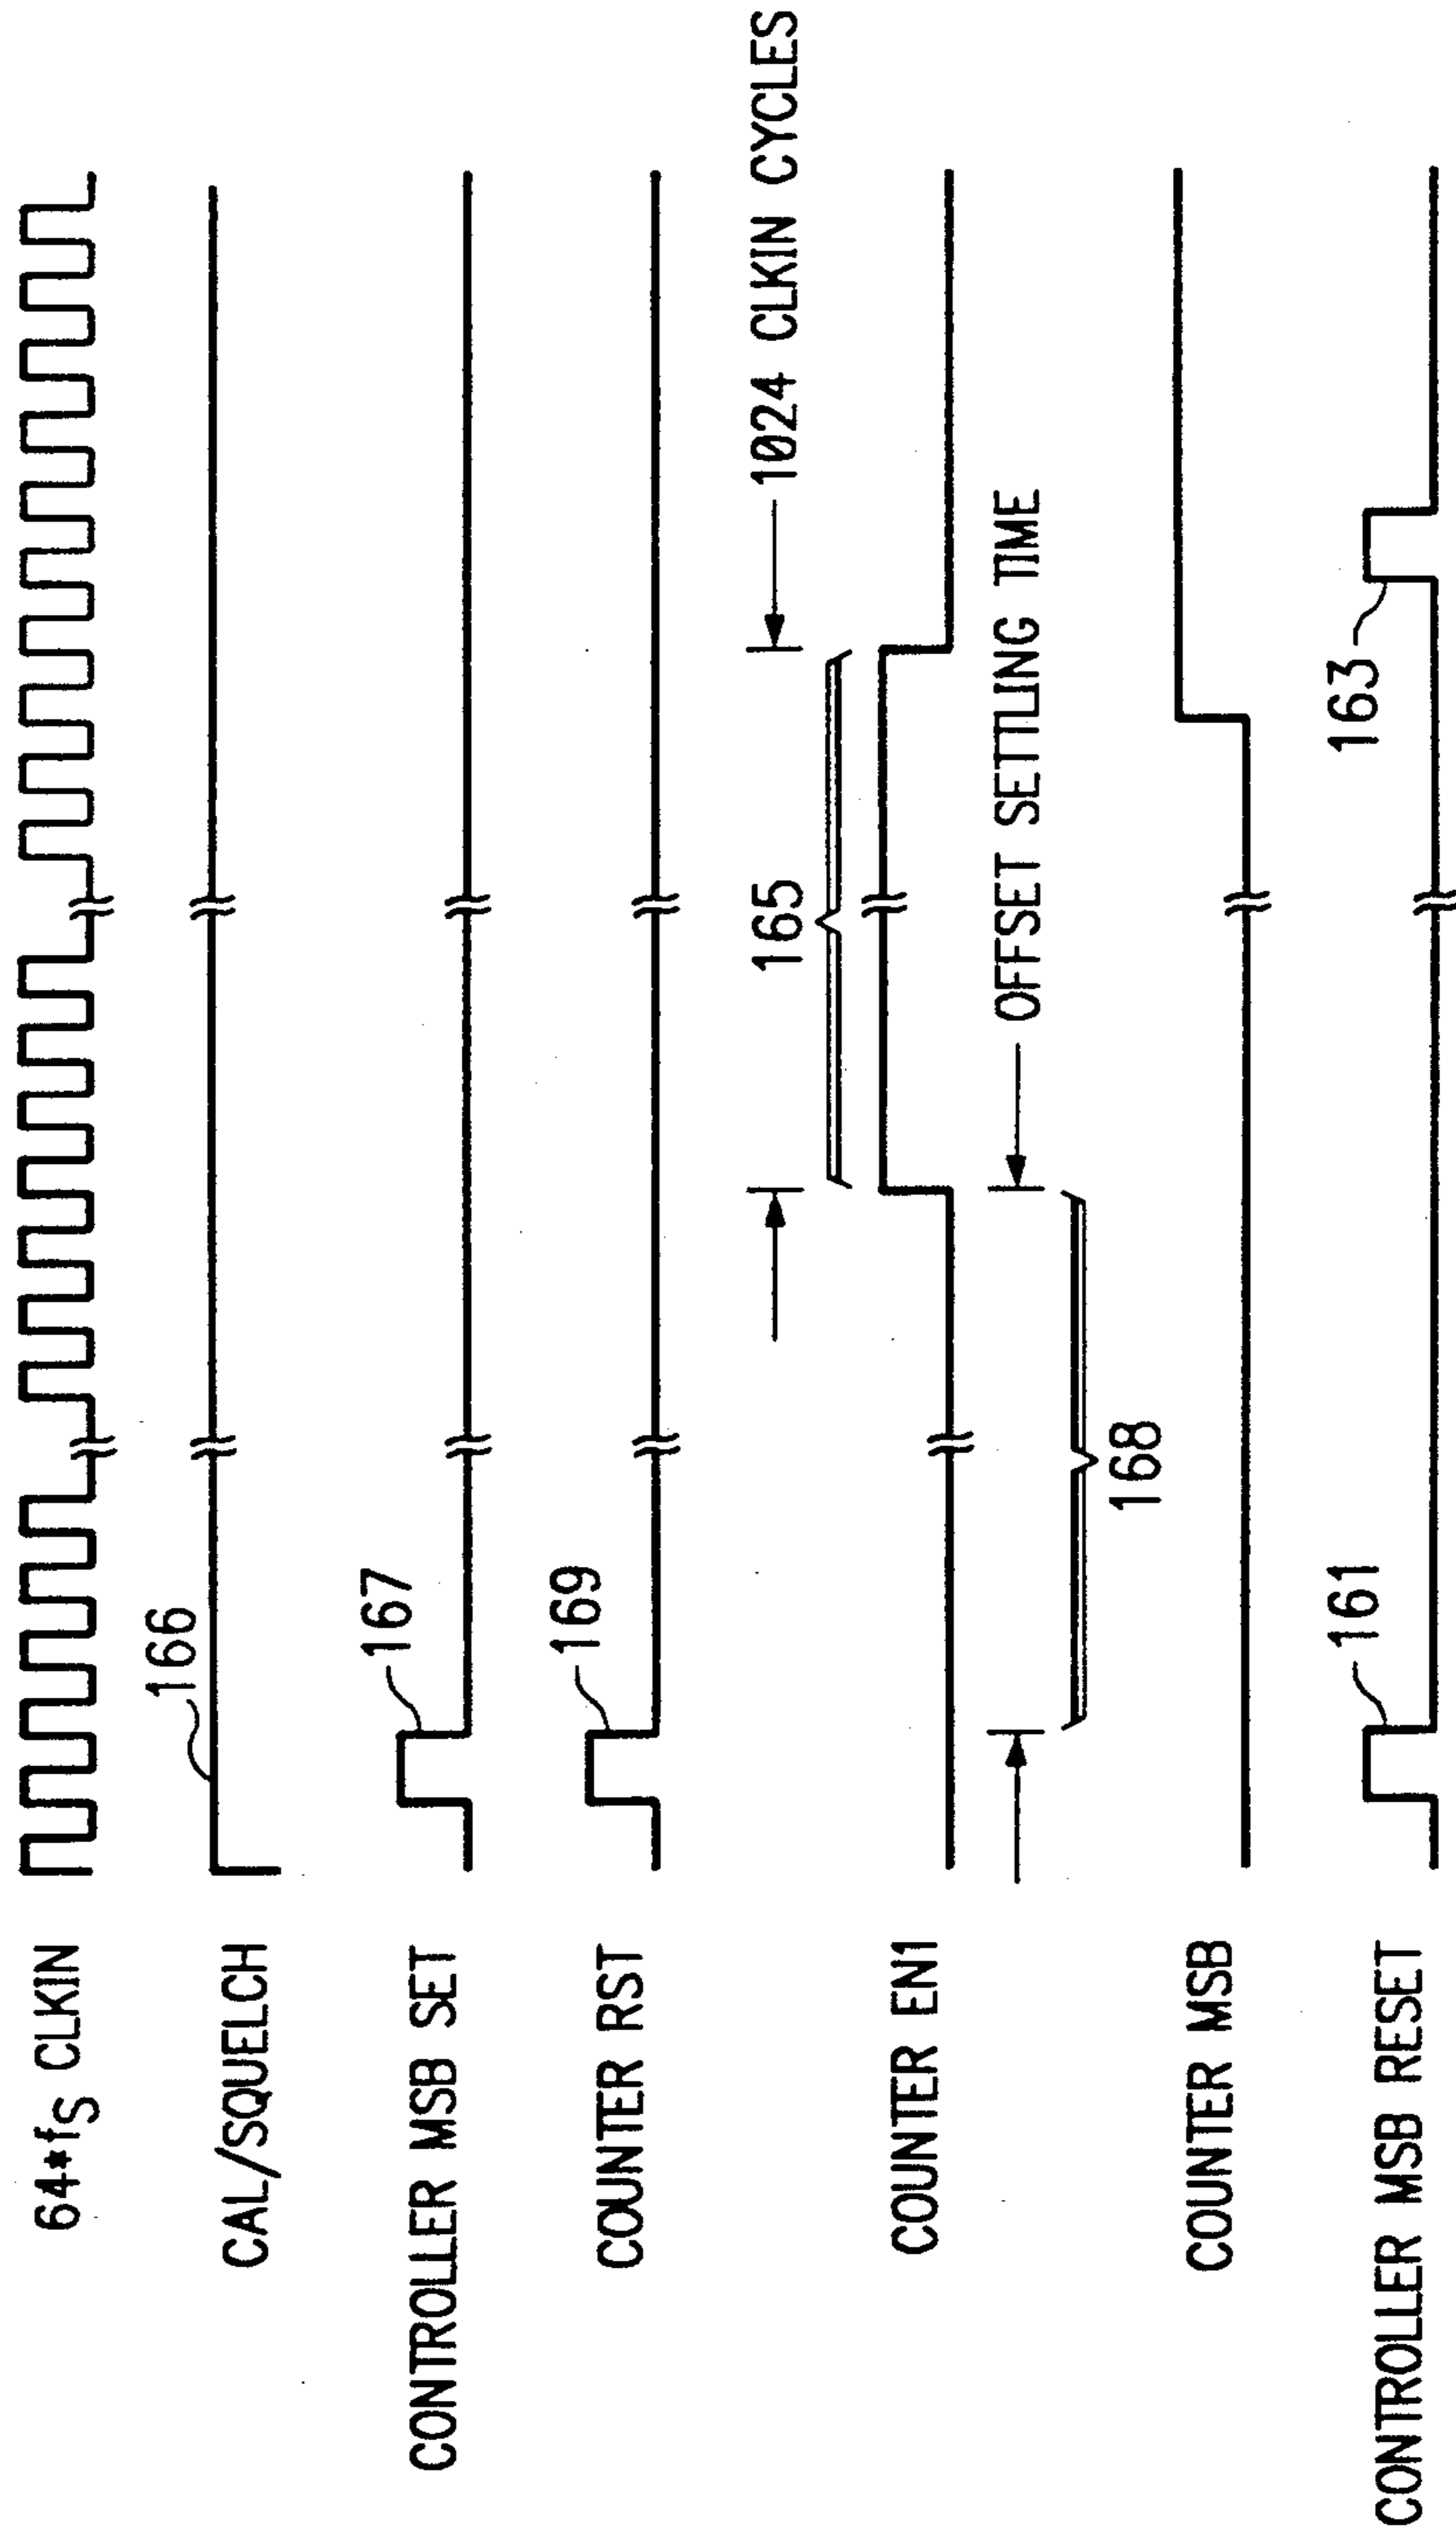 64*fS CLKIN
CAL/SQUELCH
166
CONTROLLER MSB SET
167
COUNTER RST
169
1024 CLKIN CYCLES
165
COUNTER EN1
OFFSET SETTLING TIME
168
COUNTER MSB
CONTROLLER MSB RESET
161
163